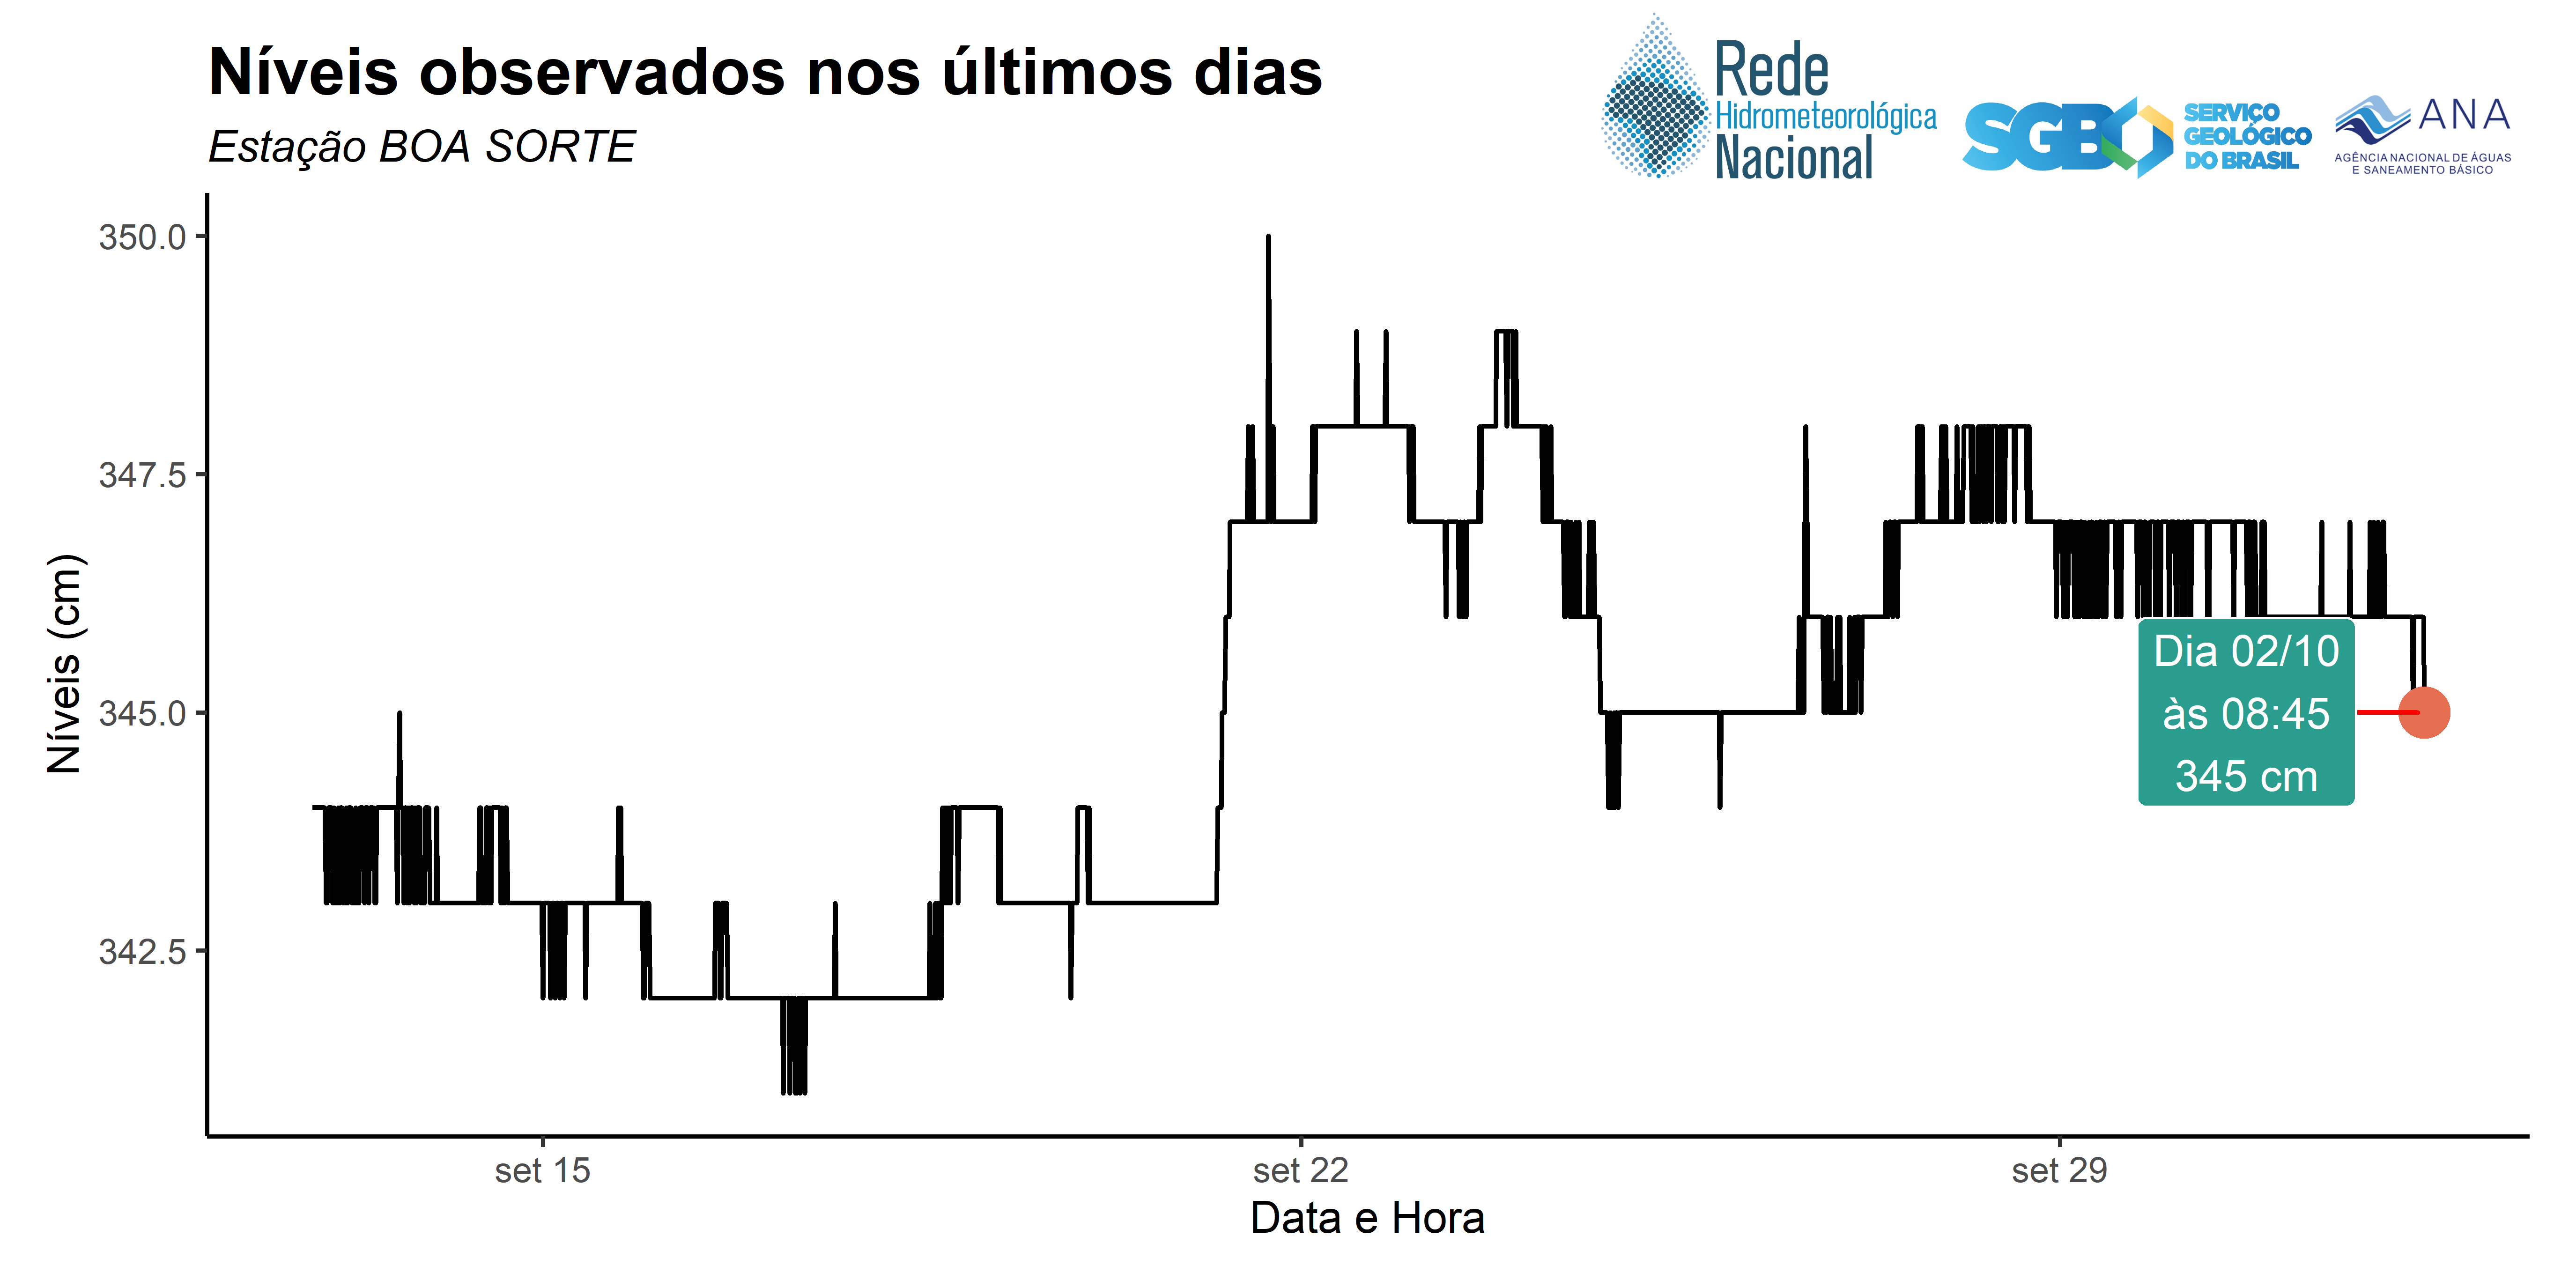 Níveis observados nos últimos dias
Estação BOA SORTE
Rede
Hidrometeorológica
Nacional
SGB
SERVIÇO
GEOLÓGICO
DO BRASIL
ANA
AGÊNCIA NACIONAL DE ÁGUAS
E SANEAMENTO BÁSICO
350.0
347.5
345.0
342.5
Níveis (cm)
Dia 02/10
às 08:45
345 cm
set 15
set 22
set 29
Data e Hora